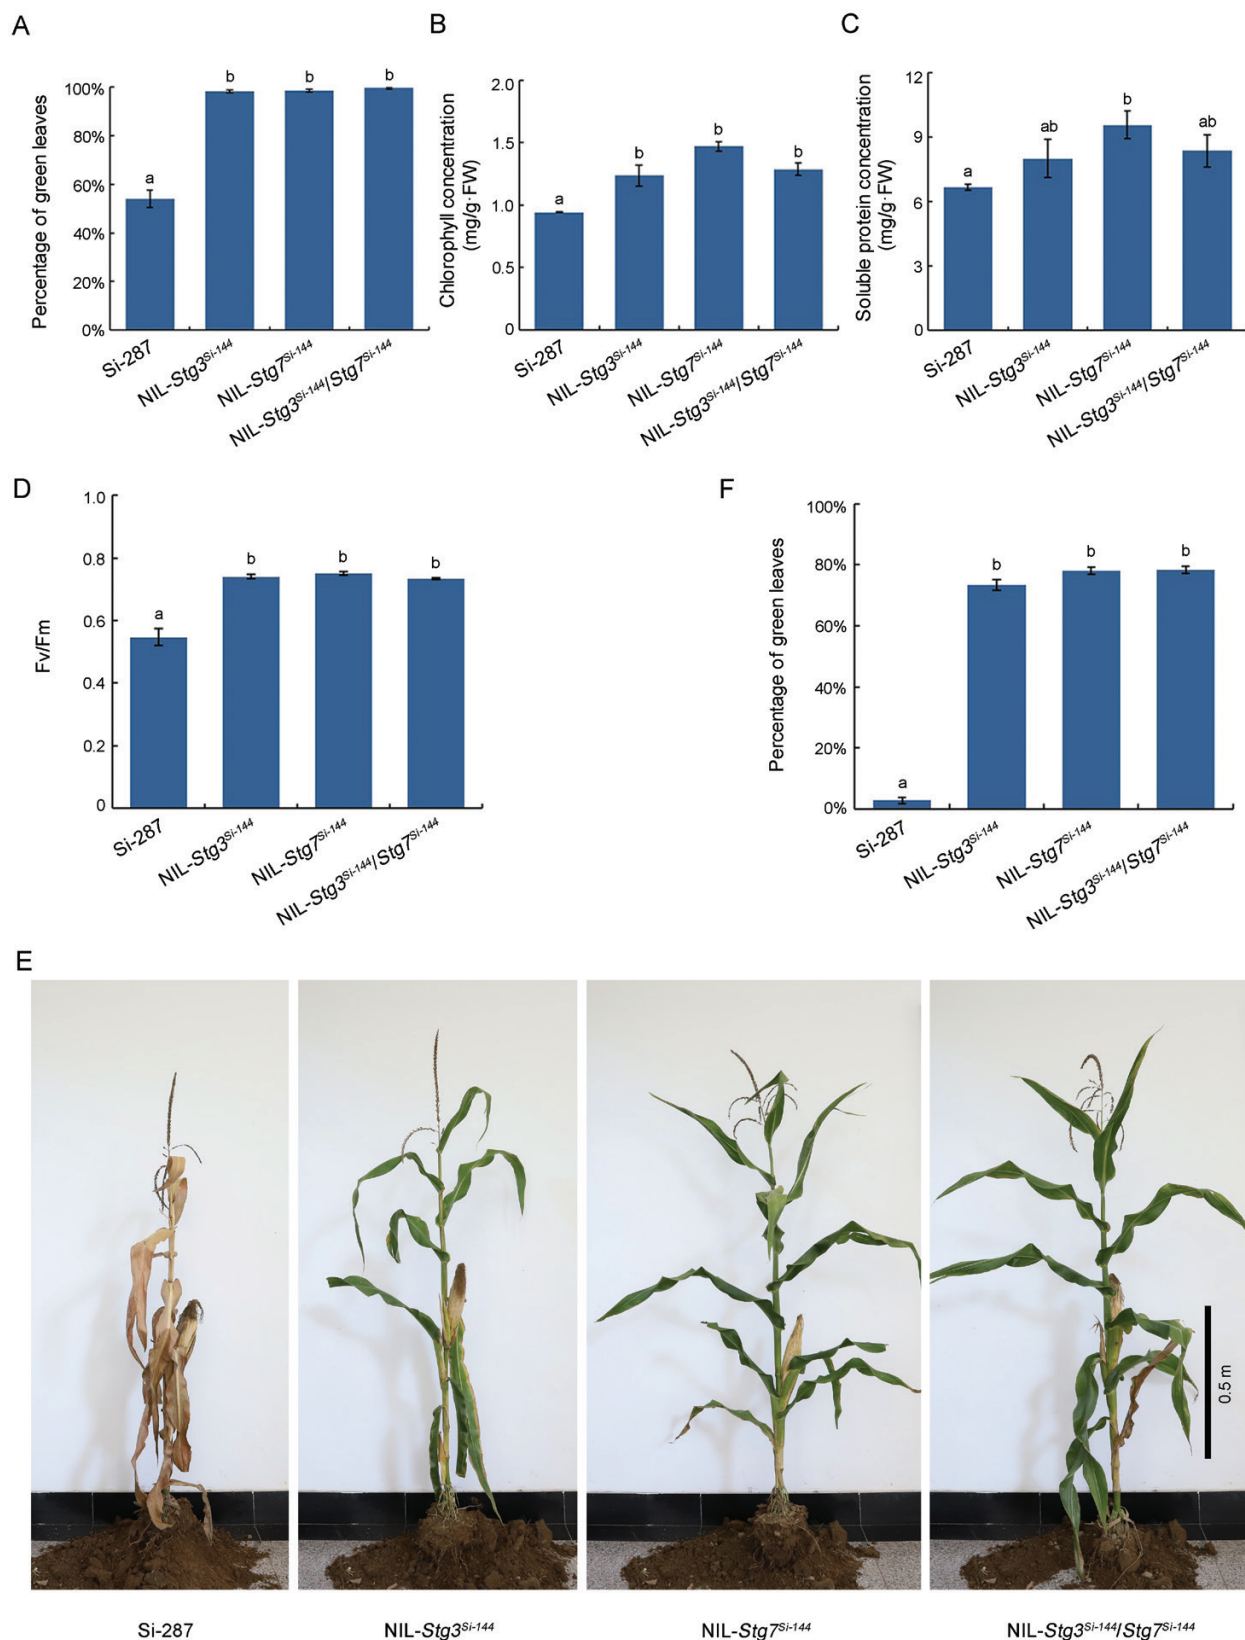 A
Percentage of green leaves
100%
80%
60%
40%
20%
0%
a
b
b
b
Si-287
NIL-Stg3Si-144
NIL-Stg7Si-144
NIL-Stg3Si-144/Stg7Si-144
B
Chlorophyll concentration
(mg/g·FW)
2.0
1.5
1.0
0.5
0
a
b
b
b
Si-287
NIL-Stg3Si-144
NIL-Stg7Si-144
NIL-Stg3Si-144/Stg7Si-144
C
Soluble protein concentration
(mg/g·FW)
12
9
6
3
0
a
ab
b
ab
Si-287
NIL-Stg3Si-144
NIL-Stg7Si-144
NIL-Stg3Si-144/Stg7Si-144
D
Fv/Fm
1.0
0.8
0.6
0.4
0.2
0
a
b
b
b
Si-287
NIL-Stg3Si-144
NIL-Stg7Si-144
NIL-Stg3Si-144/Stg7Si-144
F
Percentage of green leaves
100%
80%
60%
40%
20%
0%
a
b
b
b
Si-287
NIL-Stg3Si-144
NIL-Stg7Si-144
NIL-Stg3Si-144/Stg7Si-144
E
0.5 m
Si-287
NIL-Stg3Si-144
NIL-Stg7Si-144
NIL-Stg3Si-144/Stg7Si-144